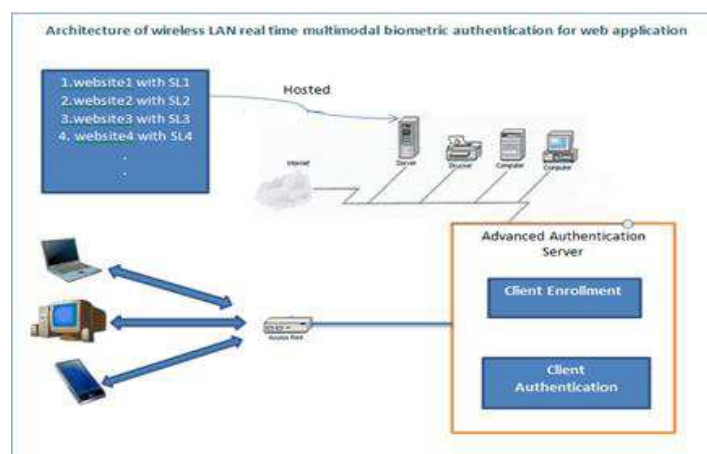 Architecture of wireless LAN real time multimodal biometric authentication for web application
1.website1 with SL1
2.website2 with SL2
3.website3 with SL3
4. website4 with SL4
.
.
Hosted
Internet
Server
Computer
Computer
Advanced Authentication
Server
Client Enrollment
Client
Authentication
Access Point